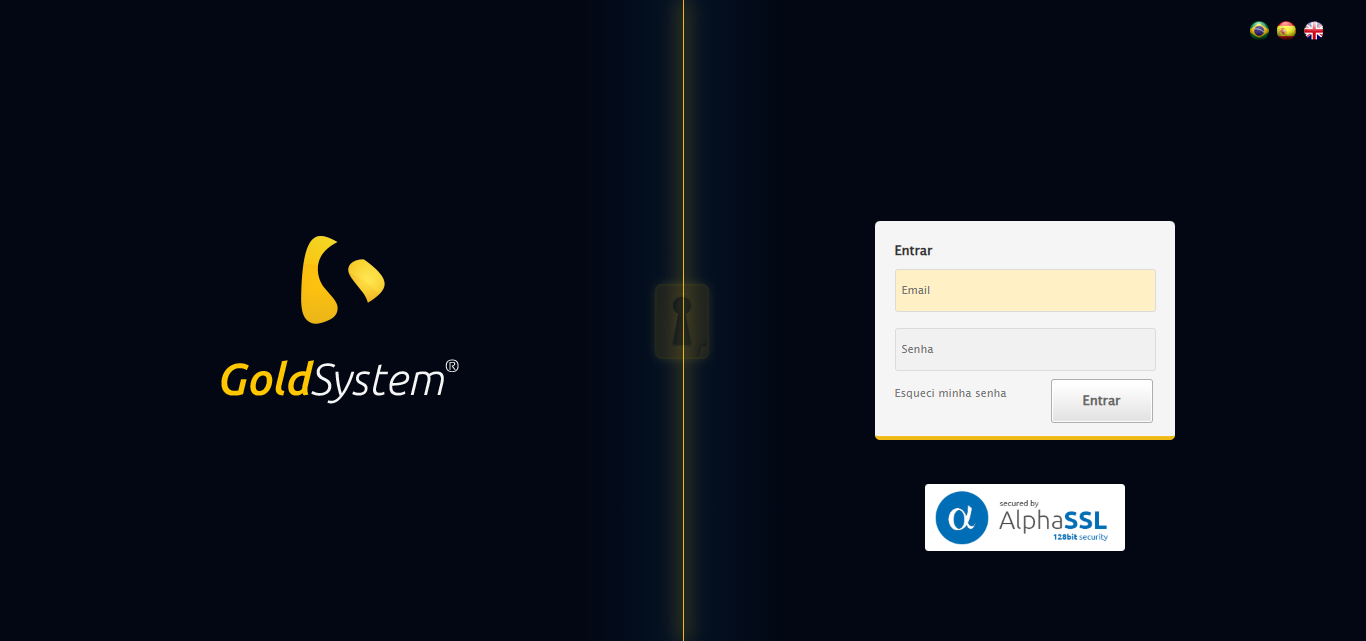 GoldSystem®
Entrar
Email
Senha
Esqueci minha senha
Entrar
secured by
AlphaSSL
128bit security